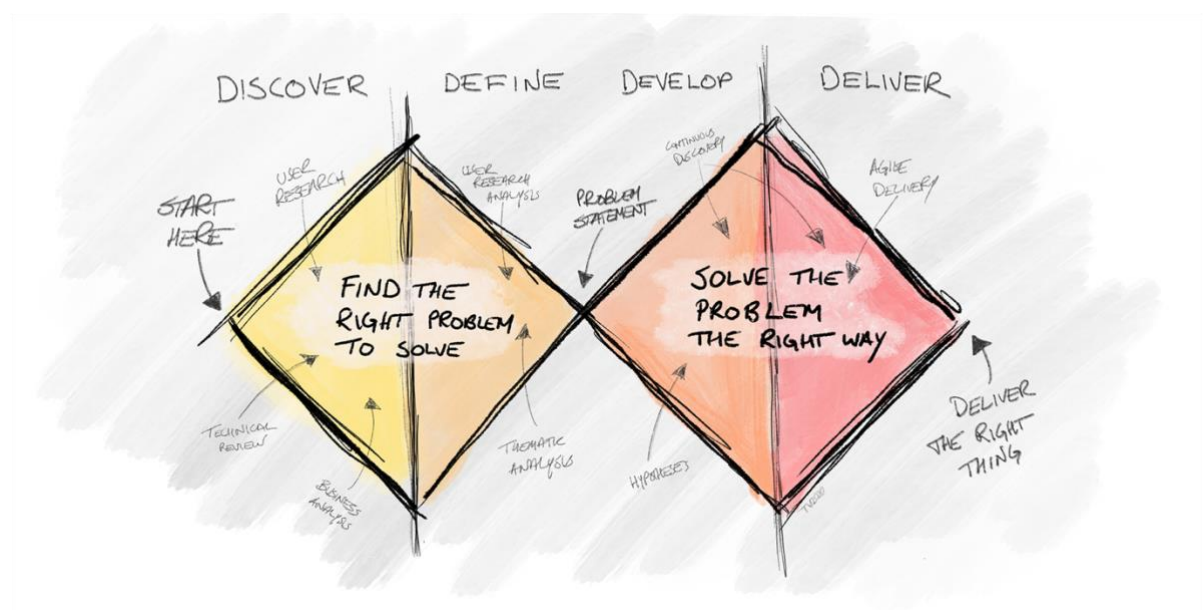 DISCOVER
DEFINE
DEVELOP
DELIVER
START
HERE
USER
RESEARCH
USER
RESEARCH
ANALYSIS
PROBLEM
STATEMENT
CONTINUOUS
DISCOVERY
AGILE
DELIVERY
FIND THE
RIGHT PROBLEM
TO SOLVE
SOLVE THE
PROBLEM
THE RIGHT WAY
TECHNICAL
REVIEW
BUSINESS
ANALYSIS
THEMATIC
ANALYSIS
HYPOTHESES
DELIVER
THE RIGHT
THING